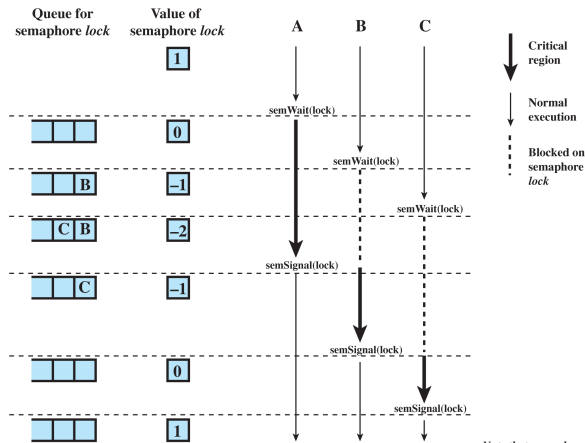 Queue for
semaphore lock
Value of
semaphore lock
A
B
C
1
Critical
region
Normal
execution
semWait(lock)
0
Blocked on
semaphore
lock
semWait(lock)
B
−1
semWait(lock)
C B
−2
semSignal(lock)
C
−1
semSignal(lock)
0
semSignal(lock)
1